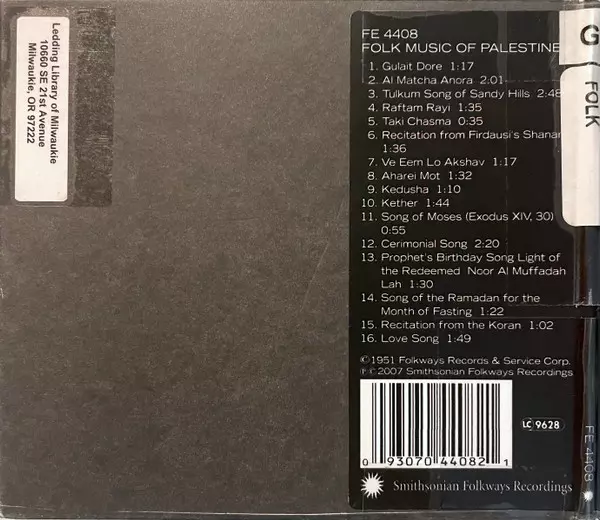 Ledding Library of Milwaukie
10660 SE 21st Avenue
Milwaukie, OR 97222
FE 4408
FOLK MUSIC OF PALESTINE
1. Gulait Dore 1:17
2. Al Matcha Anora 2:01
3. Tulkum Song of Sandy Hills 2:48
4. Raftam Rayi 1:35
5. Taki Chasma 0:35
6. Recitation from Firdausi's
1:36
7. Ve Eem Lo Akshav 1:17
8. Aharei Mot 1:32
9. Kedusha 1:10
10. Kether 1:44
11. Song of Moses (Exodus XIV, 30)
0:55
12. Cerimonial Song 2:20
13. Prophet's Birthday Song Light of
the Redeemed Noor Al Muffadah
Lah 1:30
14. Song of the Ramadan for the
Month of Fasting 1:22
15. Recitation from the Koran 1:02
16. Love Song 1:49
©1951 Folkways Records & Service Corp.
℗©2007 Smithsonian Folkways Recordings
LC 9628
0 93070 44082 1
Smithsonian Folkways Recordings
G
FOLK
FE 4408